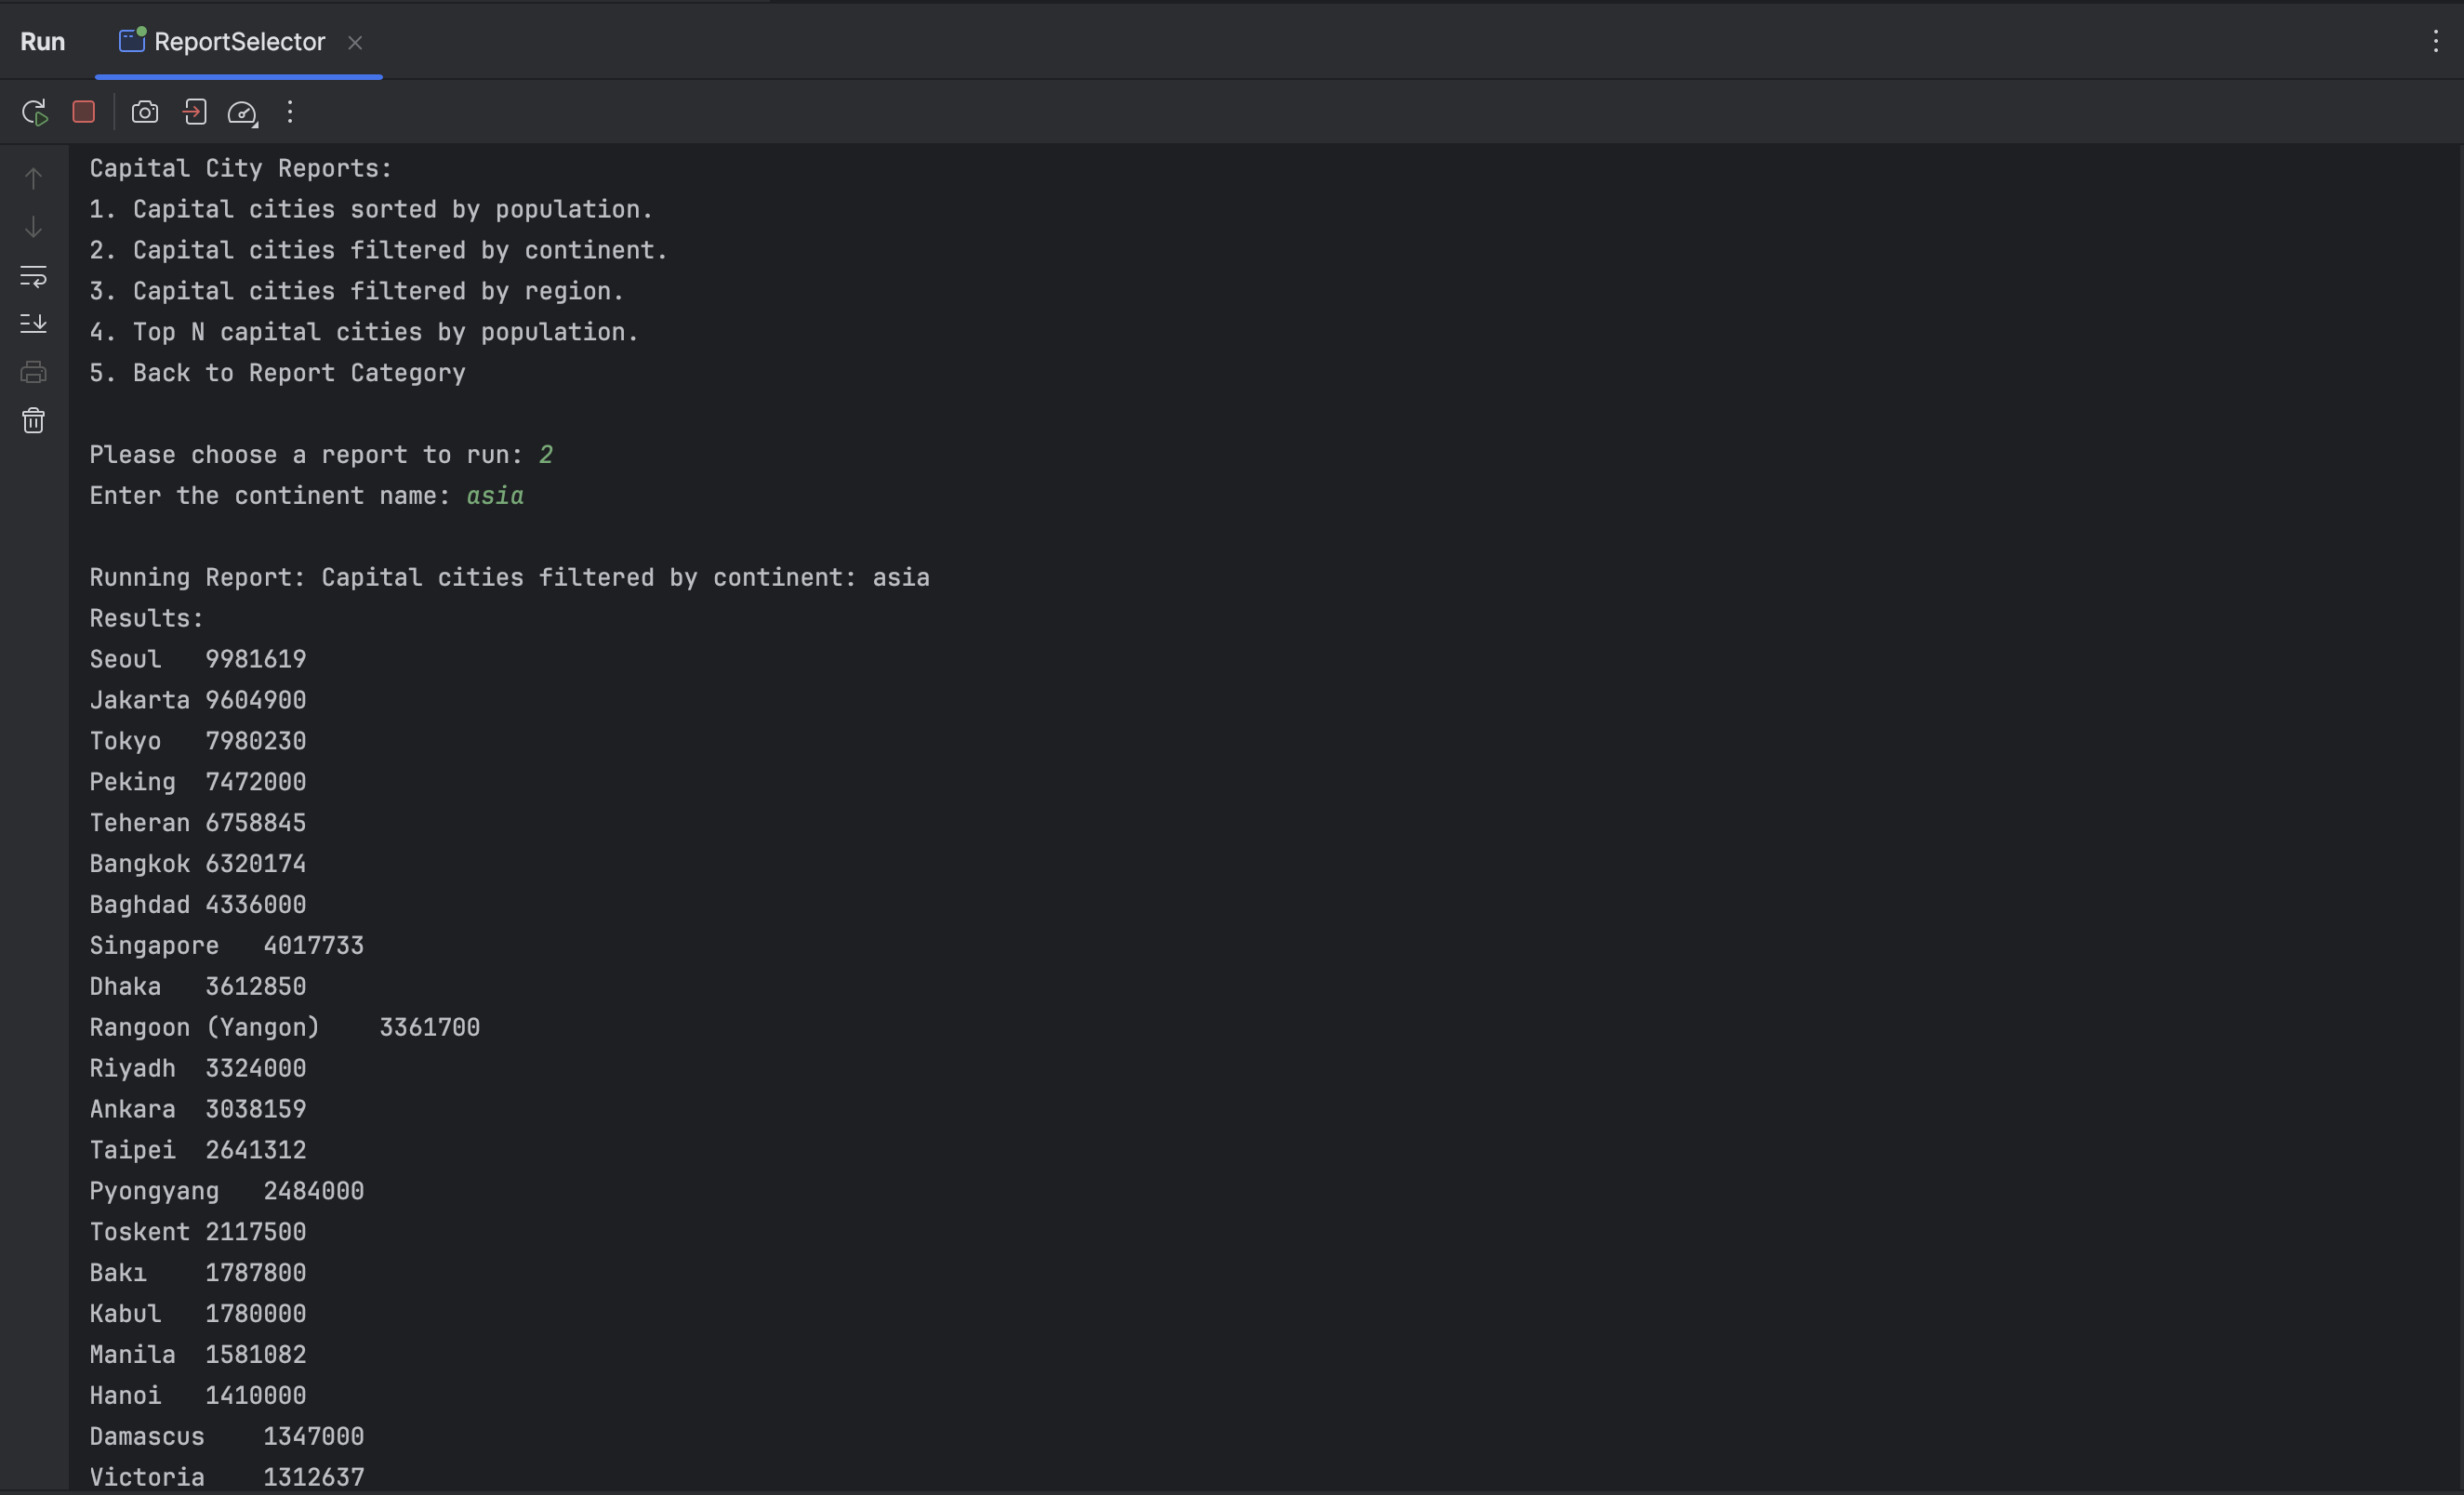 Run ReportSelector
Capital City Reports:
1. Capital cities sorted by population.
2. Capital cities filtered by continent.
3. Capital cities filtered by region.
4. Top N capital cities by population.
5. Back to Report Category
Please choose a report to run: 2
Enter the continent name: asia
Running Report: Capital cities filtered by continent: asia
Results:
Seoul 9981619
Jakarta 9604900
Tokyo 7980230
Peking 7472000
Teheran 6758845
Bangkok 6320174
Baghdad 4336000
Singapore 4017733
Dhaka 3612850
Rangoon (Yangon) 3361700
Riyadh 3324000
Ankara 3038159
Taipei 2641312
Pyongyang 2484000
Toskent 2117500
Bakı 1787800
Kabul 1780000
Manila 1581082
Hanoi 1410000
Damascus 1347000
Victoria 1312637